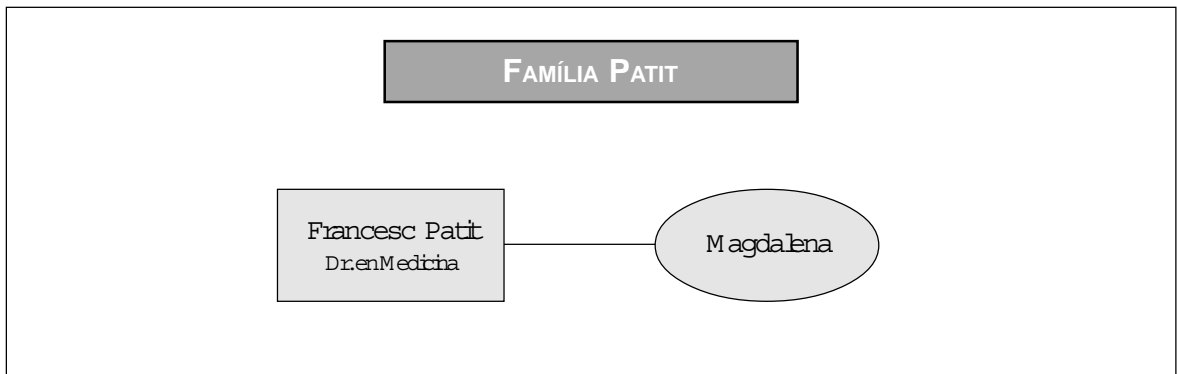 FAMÍLIA PATIT
Francesc Patit
Dr. en Medicina
Magdalena